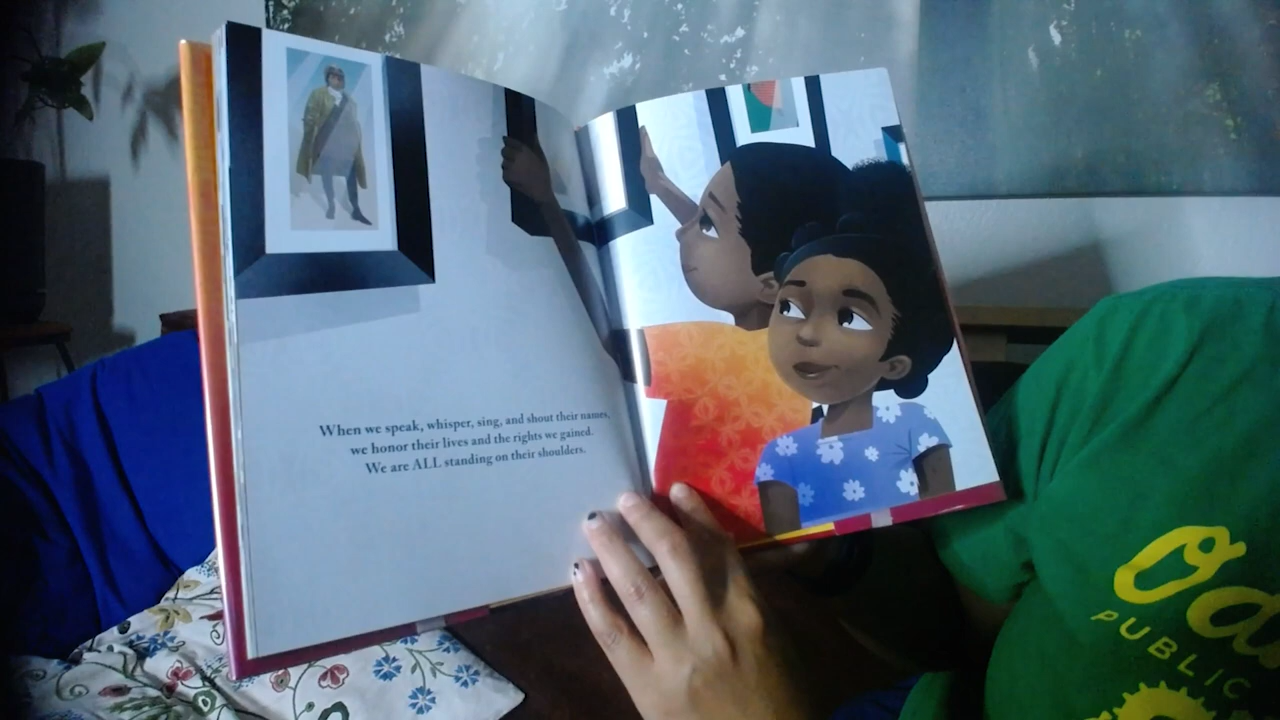 When we speak, whisper, sing, and shout their names,
we honor their lives and the rights we gained.
We are ALL standing on their shoulders.
PUBLIC